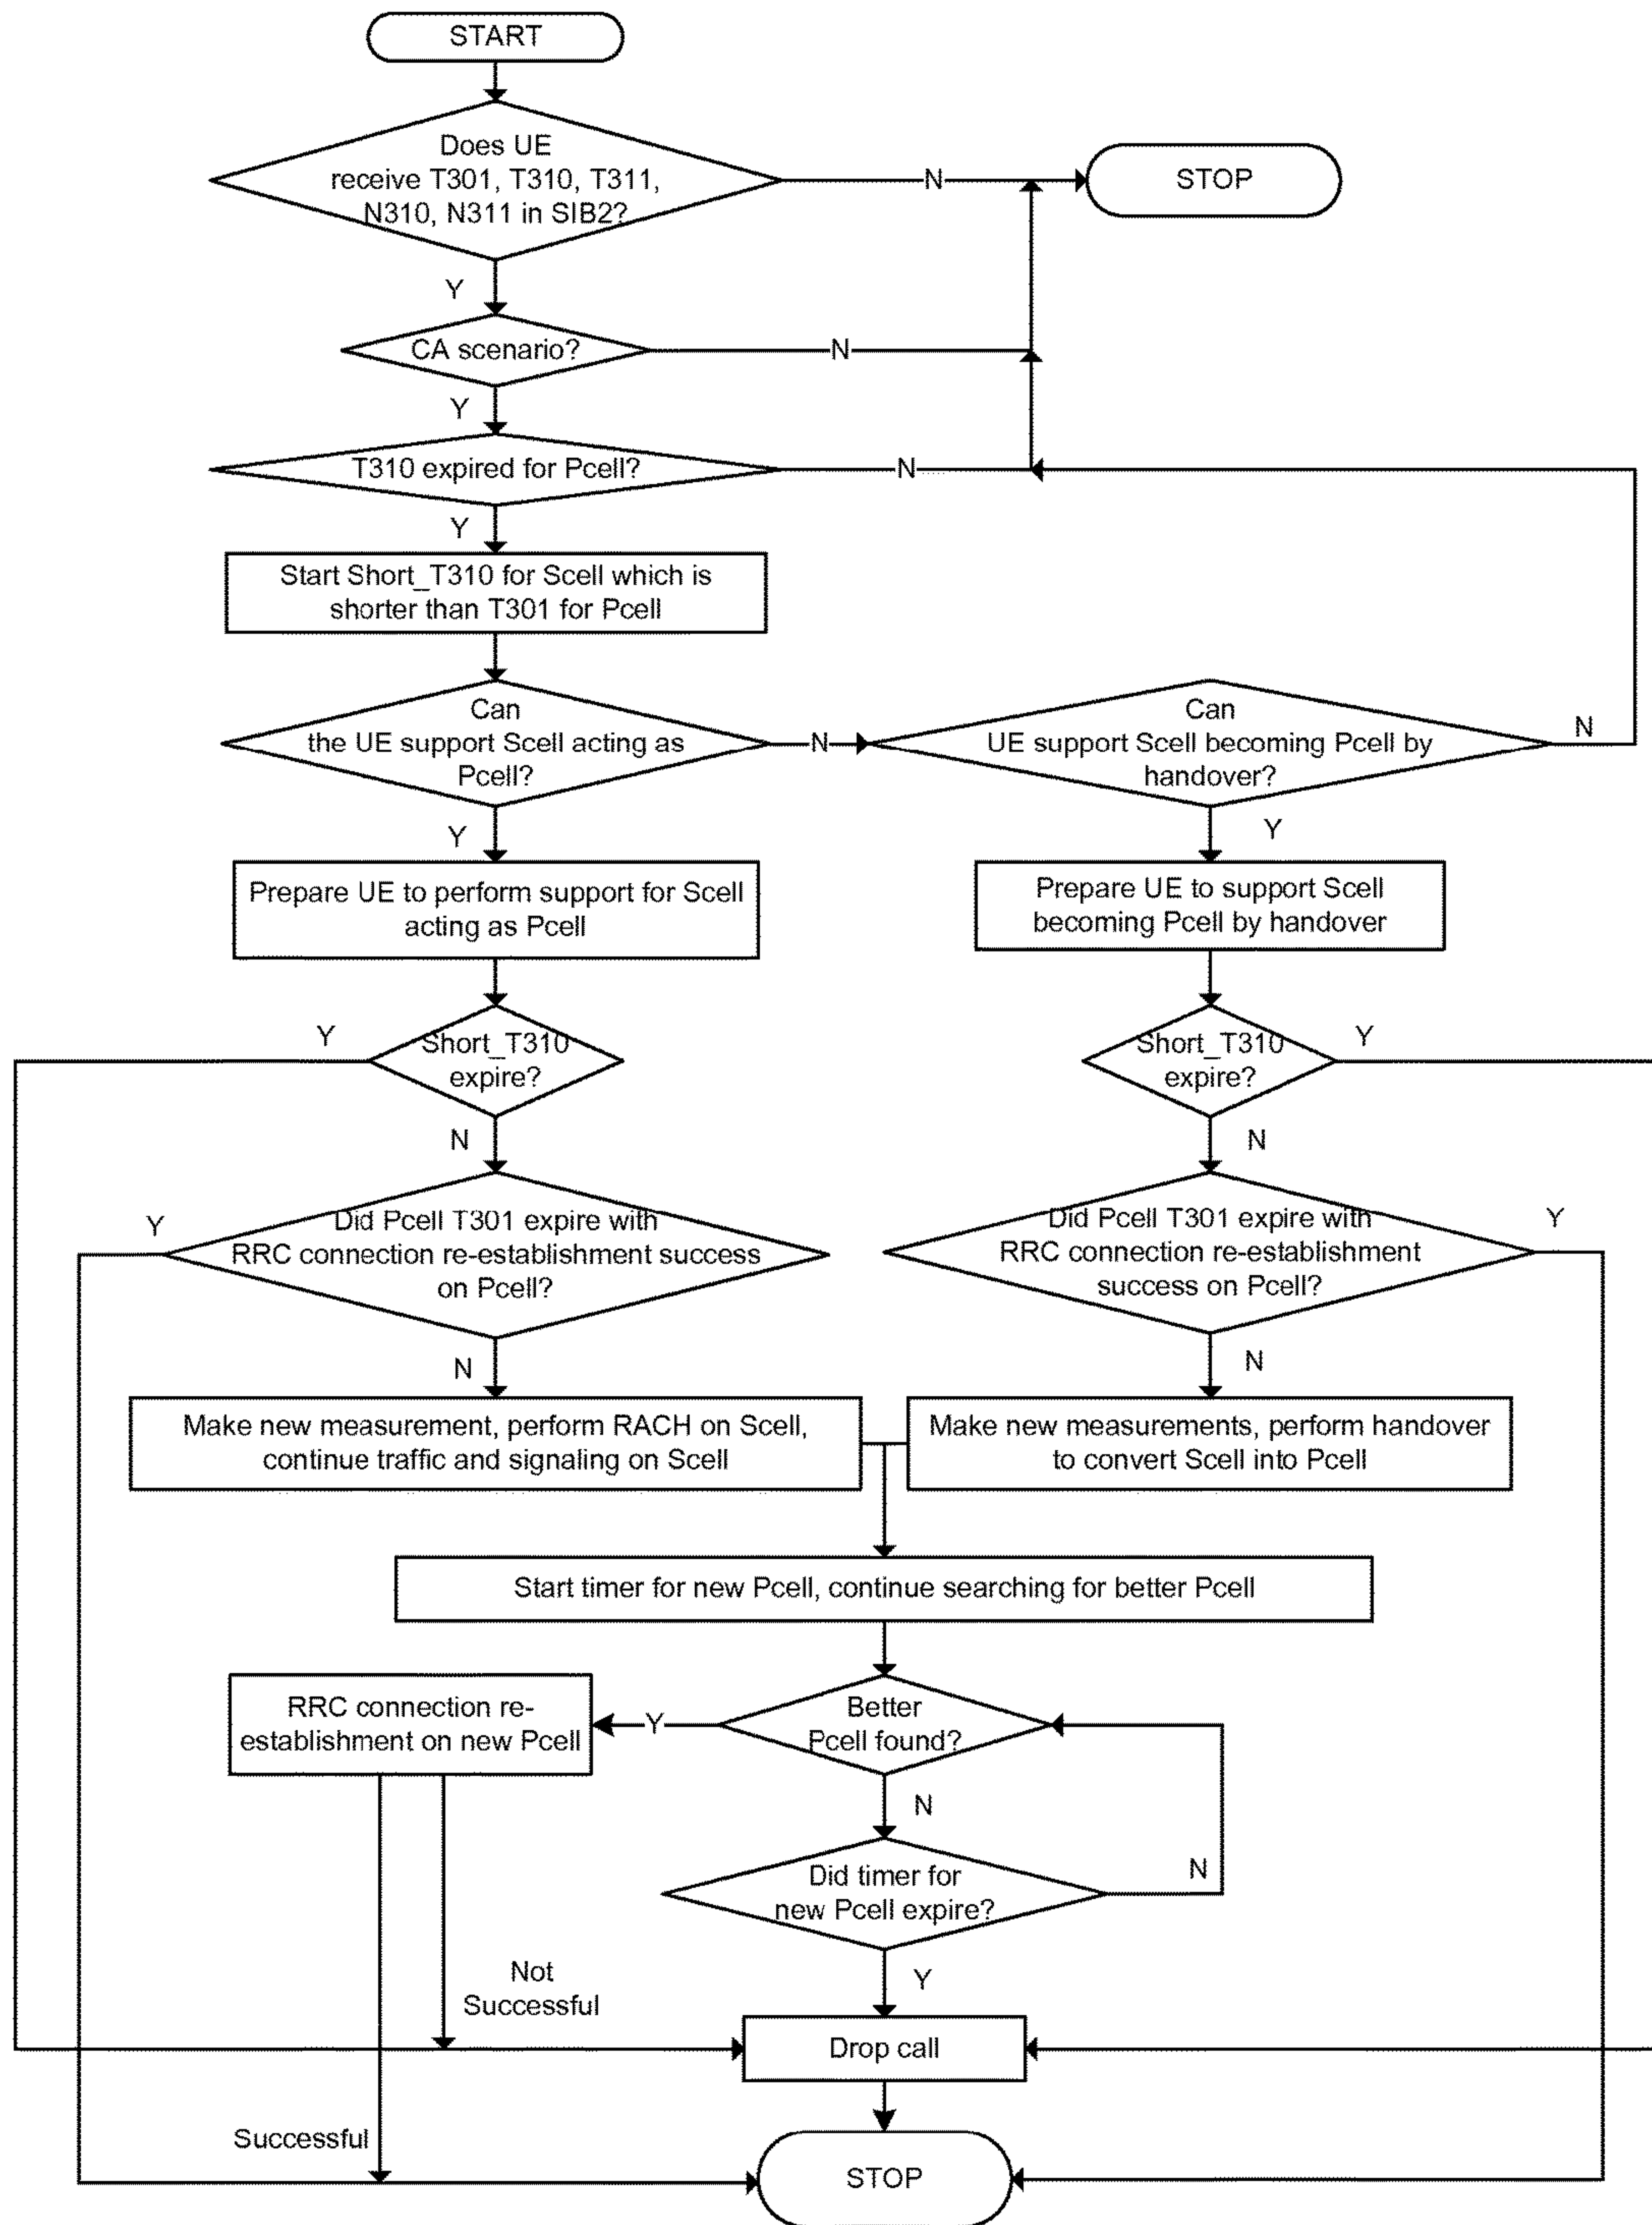 START
Does UE
receive T301, T310, T311,
N310, N311 in SIB2?
N
STOP
Y
CA scenario?
N
Y
T310 expired for Pcell?
N
Y
Start Short_T310 for Scell which is
shorter than T301 for Pcell
Can
the UE support Scell acting as
Pcell?
N
Can
UE support Scell becoming Pcell by
handover?
N
Y
Y
Prepare UE to perform support for Scell
acting as Pcell
Prepare UE to support Scell
becoming Pcell by handover
Y
Short_T310
expire?
Short_T310
expire?
Y
N
N
Y
Did Pcell T301 expire with
RRC connection re-establishment success
on Pcell?
Did Pcell T301 expire with
RRC connection re-establishment
success on Pcell?
Y
N
N
Make new measurement, perform RACH on Scell,
continue traffic and signaling on Scell
Make new measurements, perform handover
to convert Scell into Pcell
Start timer for new Pcell, continue searching for better Pcell
RRC connection re-
establishment on new Pcell
Y
Better
Pcell found?
N
Did timer for
new Pcell expire?
N
Not
Successful
Y
Drop call
Successful
STOP